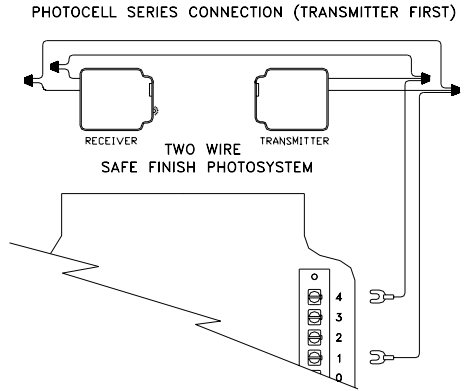 PHOTOCELL SERIES CONNECTION (TRANSMITTER FIRST)
RECEIVER
TRANSMITTER
TWO WIRE
SAFE FINISH PHOTOSYSTEM
4
3
2
1
0